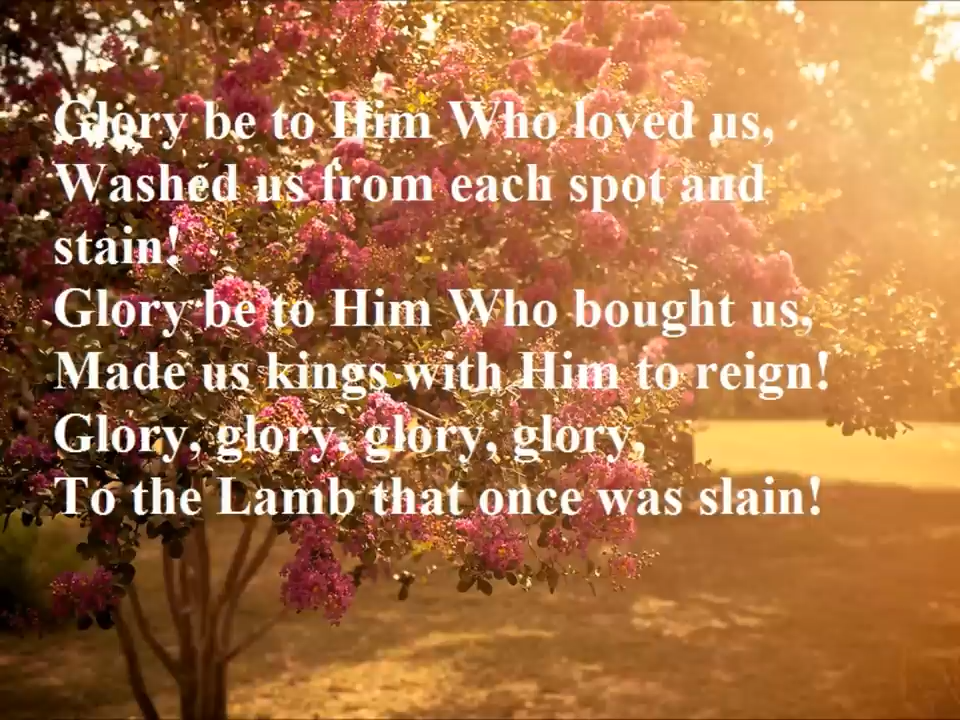 Glory be to Him Who loved us,
Washed us from each spot and
stain!
Glory be to Him Who bought us,
Made us kings with Him to reign!
Glory, glory, glory, glory,
To the Lamb that once was slain!